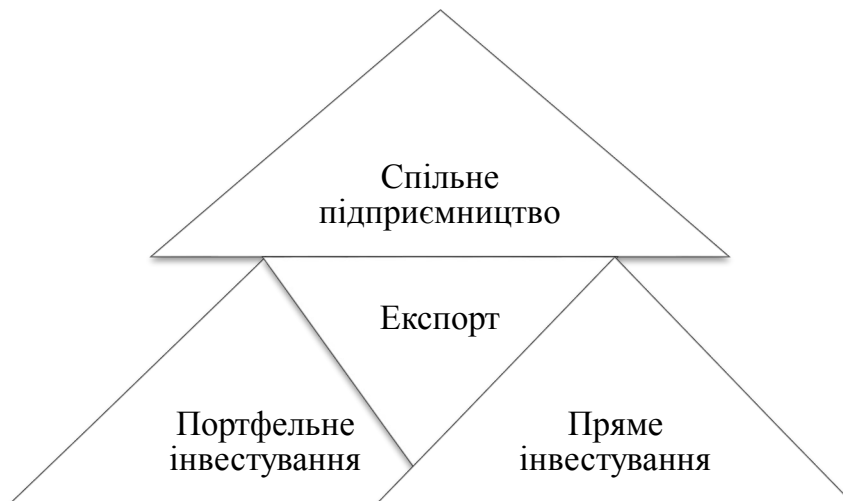 Спільне
підприємництво
Експорт
Портфельне
інвестування
Пряме
інвестування